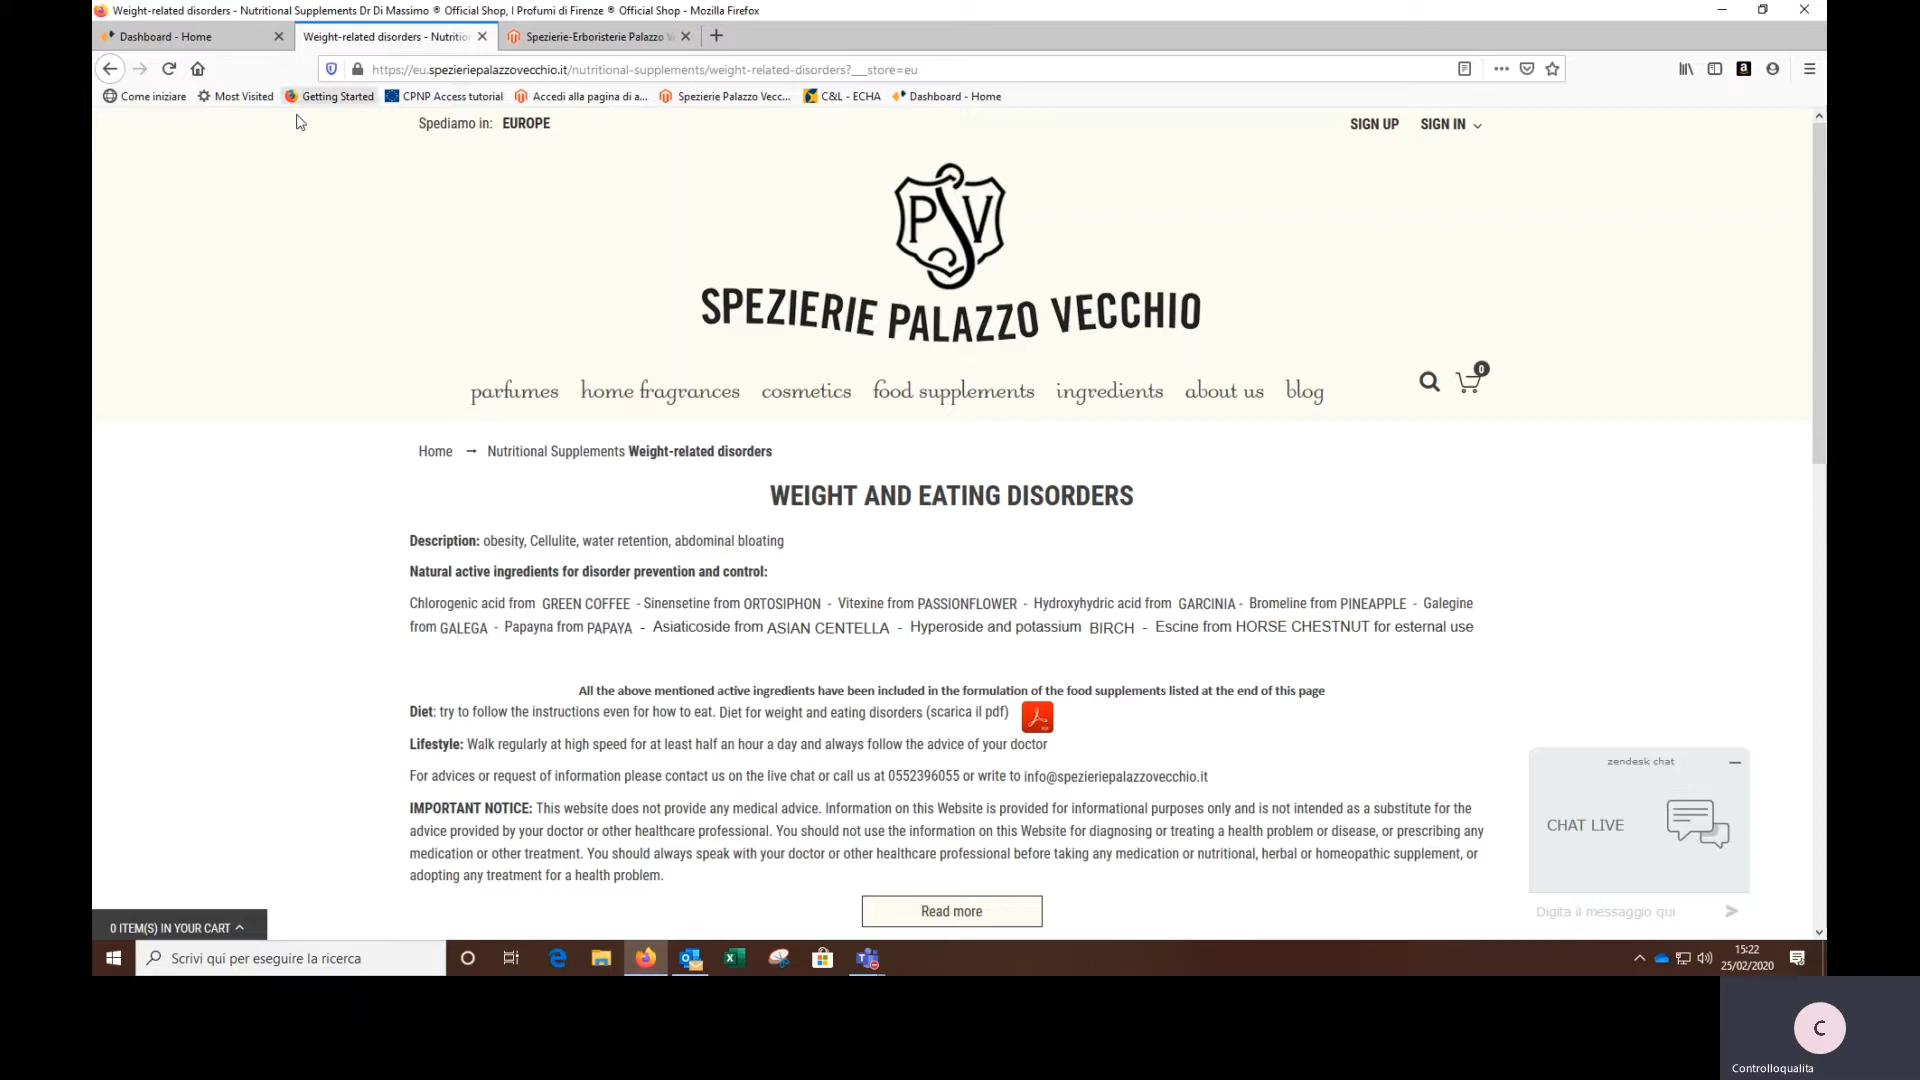 Weight-related disorders - Nutritional Supplements Dr Di Massimo ® Official Shop, I Profumi di Firenze ® Official Shop - Mozilla Firefox
Dashboard - Home
Weight-related disorders - Nutritio
Spezierie-Erboristerie Palazzo V
https://eu.spezieriepalazzovecchio.it/nutritional-supplements/weight-related-disorders?___store=eu
Come iniziare Most Visited Getting Started CPNP Access tutorial Accedi alla pagina di a... Spezierie Palazzo Vecc... C&L - ECHA Dashboard - Home
Spediamo in: EUROPE
SIGN UP SIGN IN
PSV
SPEZIERIE PALAZZO VECCHIO
parfumes home fragrances cosmetics food supplements ingredients about us blog
0
Home → Nutritional Supplements Weight-related disorders
WEIGHT AND EATING DISORDERS
Description: obesity, Cellulite, water retention, abdominal bloating
Natural active ingredients for disorder prevention and control:
Chlorogenic acid from GREEN COFFEE - Sinensetine from ORTOSIPHON - Vitexine from PASSIONFLOWER - Hydroxyhydric acid from GARCINIA - Bromeline from PINEAPPLE - Galegine
from GALEGA - Papayna from PAPAYA - Asiaticoside from ASIAN CENTELLA - Hyperoside and potassium BIRCH - Escine from HORSE CHESTNUT for esternal use
All the above mentioned active ingredients have been included in the formulation of the food supplements listed at the end of this page
Diet: try to follow the instructions even for how to eat. Diet for weight and eating disorders (scarica il pdf)
Lifestyle: Walk regularly at high speed for at least half an hour a day and always follow the advice of your doctor
For advices or request of information please contact us on the live chat or call us at 0552396055 or write to info@spezieriepalazzovecchio.it
IMPORTANT NOTICE: This website does not provide any medical advice. Information on this Website is provided for informational purposes only and is not intended as a substitute for the
advice provided by your doctor or other healthcare professional. You should not use the information on this Website for diagnosing or treating a health problem or disease, or prescribing any
medication or other treatment. You should always speak with your doctor or other healthcare professional before taking any medication or nutritional, herbal or homeopathic supplement, or
adopting any treatment for a health problem.
Read more
zendesk chat
CHAT LIVE
Digita il messaggio qui
0 ITEM(S) IN YOUR CART
Scrivi qui per eseguire la ricerca
15:22
25/02/2020
C
Controlloqualita